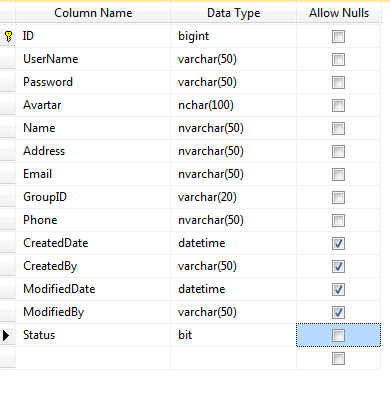 Column Name Data Type Allow Nulls
ID bigint
UserName varchar(50)
Password varchar(50)
Avartar nchar(100)
Name nvarchar(50)
Address nvarchar(50)
Email nvarchar(50)
GroupID varchar(20)
Phone nvarchar(50)
CreatedDate datetime
CreatedBy varchar(50)
ModifiedDate datetime
ModifiedBy varchar(50)
Status bit